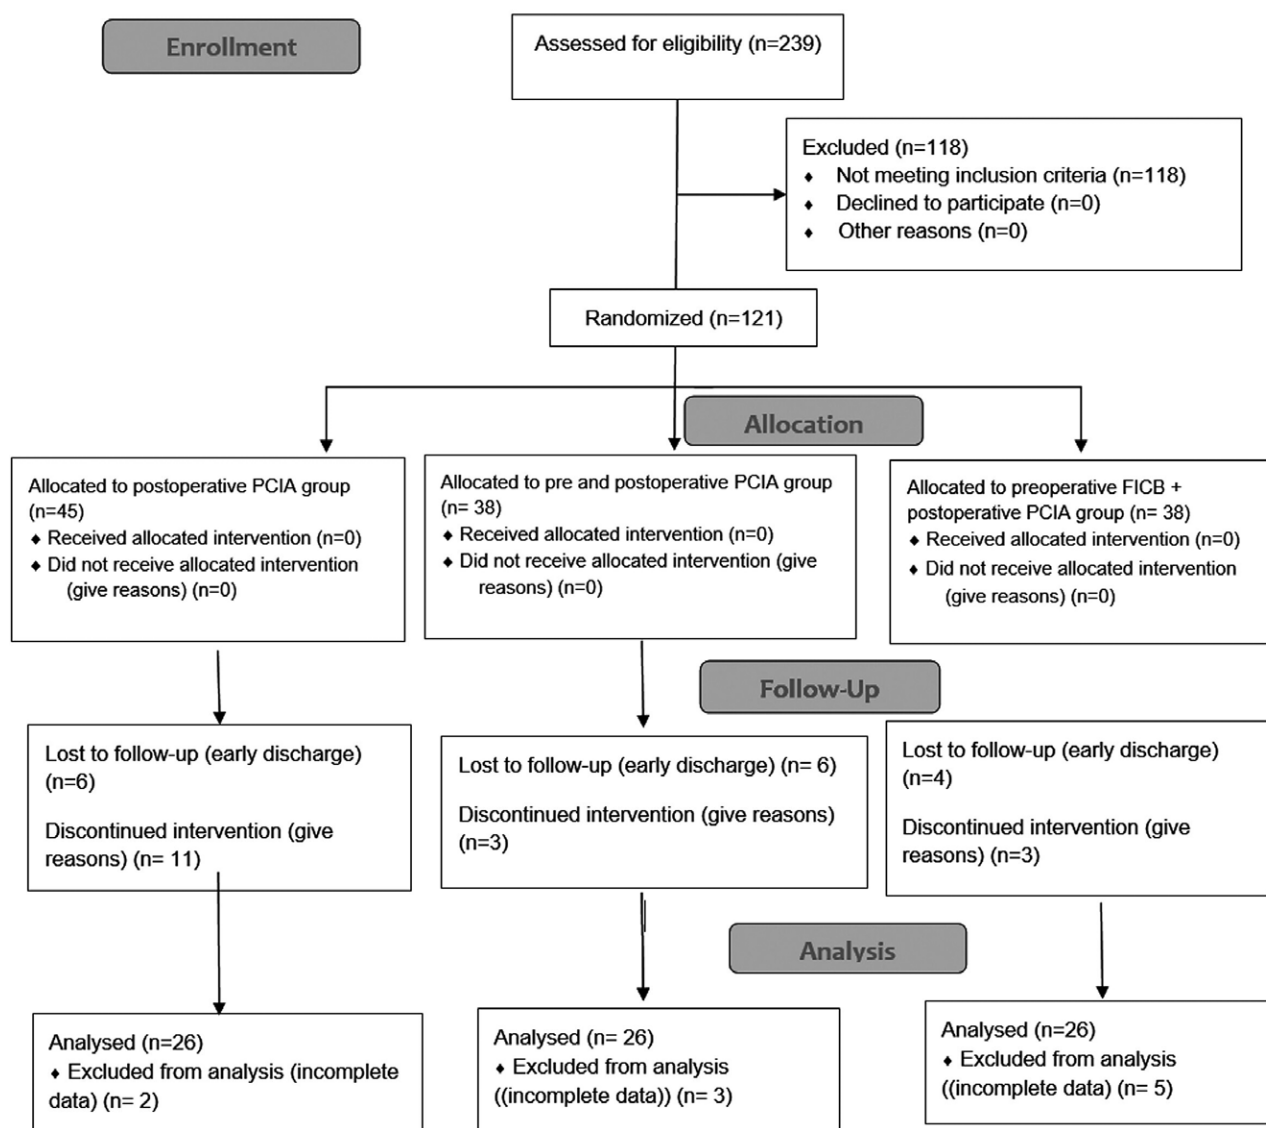 Enrollment
Assessed for eligibility (n=239)
Excluded (n=118)
♦ Not meeting inclusion criteria (n=118)
♦ Declined to participate (n=0)
♦ Other reasons (n=0)
Randomized (n=121)
Allocation
Allocated to postoperative PCIA group
(n=45)
♦ Received allocated intervention (n=0)
♦ Did not receive allocated intervention
(give reasons) (n=0)
Allocated to pre and postoperative PCIA group
(n= 38)
♦ Received allocated intervention (n=0)
♦ Did not receive allocated intervention (give
reasons) (n=0)
Allocated to preoperative FICB +
postoperative PCIA group (n= 38)
♦ Received allocated intervention (n=0)
♦ Did not receive allocated intervention
(give reasons) (n=0)
Follow-Up
Lost to follow-up (early discharge)
(n=6)
Discontinued intervention (give
reasons) (n= 11)
Lost to follow-up (early discharge) (n= 6)
Discontinued intervention (give reasons)
(n=3)
Lost to follow-up (early discharge)
(n=4)
Discontinued intervention (give
reasons) (n=3)
Analysis
Analysed (n=26)
♦ Excluded from analysis (incomplete
data) (n= 2)
Analysed (n= 26)
♦ Excluded from analysis
((incomplete data)) (n= 3)
Analysed (n=26)
♦ Excluded from analysis
((incomplete data) (n= 5)